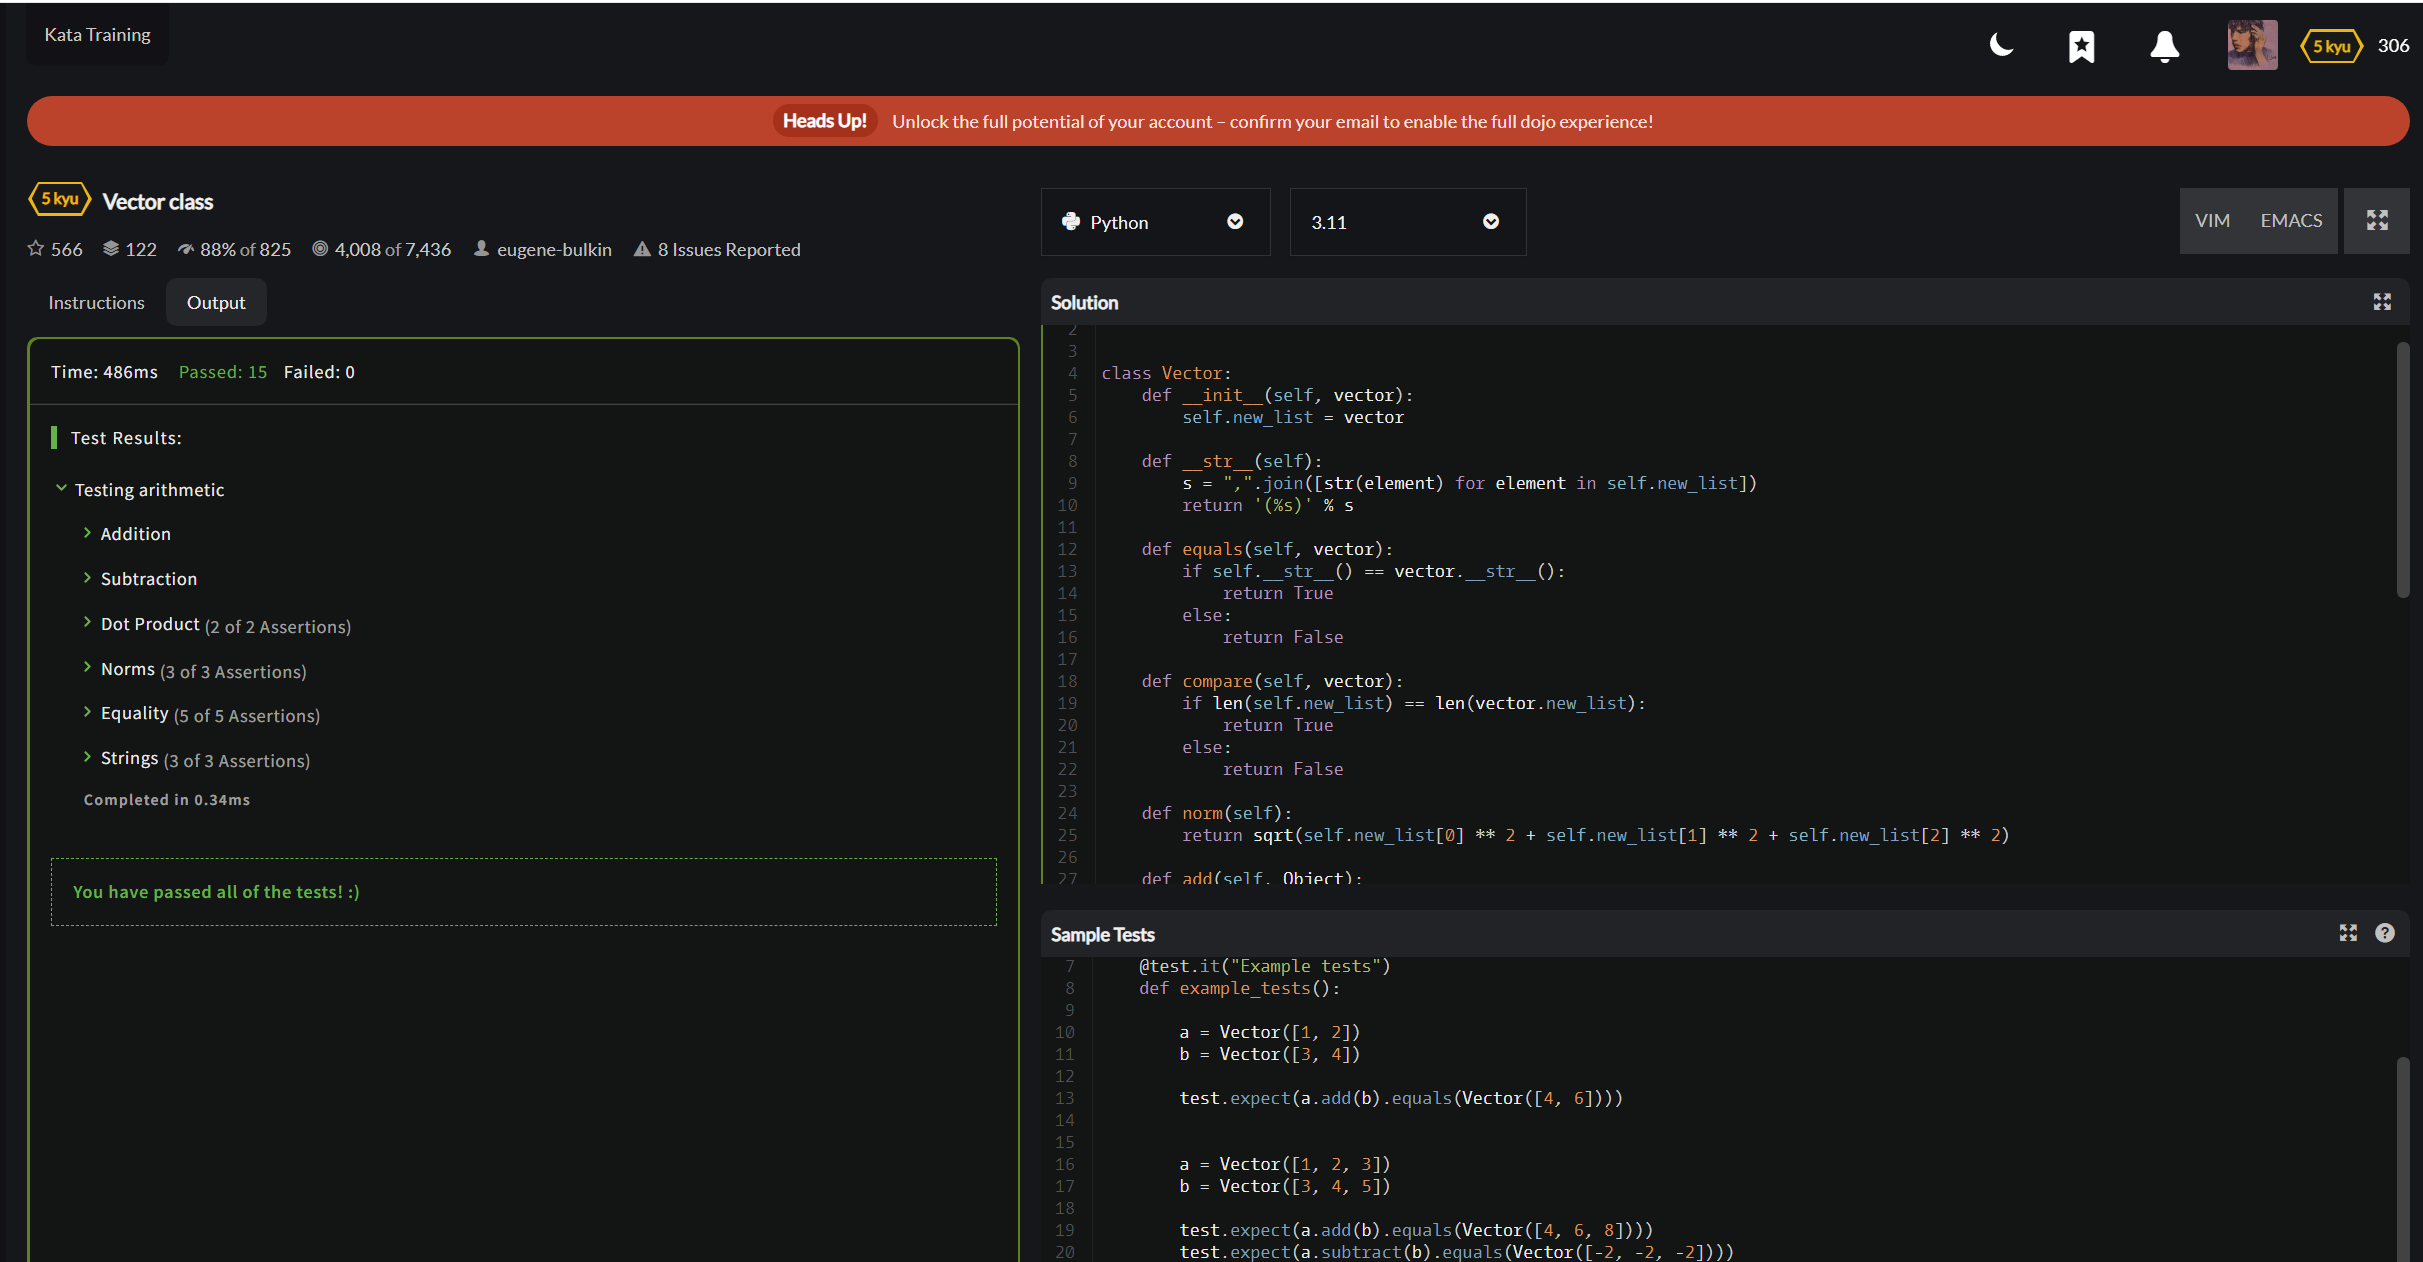 Kata Training
5 kyu 306
Heads Up! Unlock the full potential of your account – confirm your email to enable the full dojo experience!
5 kyu Vector class
566 122 88% of 825 4,008 of 7,436 eugene-bulkin 8 Issues Reported
Instructions Output
Time: 486ms Passed: 15 Failed: 0
Test Results:
Testing arithmetic
Addition
Subtraction
Dot Product (2 of 2 Assertions)
Norms (3 of 3 Assertions)
Equality (5 of 5 Assertions)
Strings (3 of 3 Assertions)
Completed in 0.34ms
You have passed all of the tests! :)
Python 3.11 VIM EMACS
Solution
2
3
4 class Vector:
5     def __init__(self, vector):
6         self.new_list = vector
7
8     def __str__(self):
9         s = ",".join([str(element) for element in self.new_list])
10         return '(%s)' % s
11
12     def equals(self, vector):
13         if self.__str__() == vector.__str__():
14             return True
15         else:
16             return False
17
18     def compare(self, vector):
19         if len(self.new_list) == len(vector.new_list):
20             return True
21         else:
22             return False
23
24     def norm(self):
25         return sqrt(self.new_list[0] ** 2 + self.new_list[1] ** 2 + self.new_list[2] ** 2)
26
27     def add(self, Object):
Sample Tests
7     @test.it("Example tests")
8     def example_tests():
9
10         a = Vector([1, 2])
11         b = Vector([3, 4])
12
13         test.expect(a.add(b).equals(Vector([4, 6])))
14
15
16         a = Vector([1, 2, 3])
17         b = Vector([3, 4, 5])
18
19         test.expect(a.add(b).equals(Vector([4, 6, 8])))
20         test.expect(a.subtract(b).equals(Vector([-2, -2, -2])))